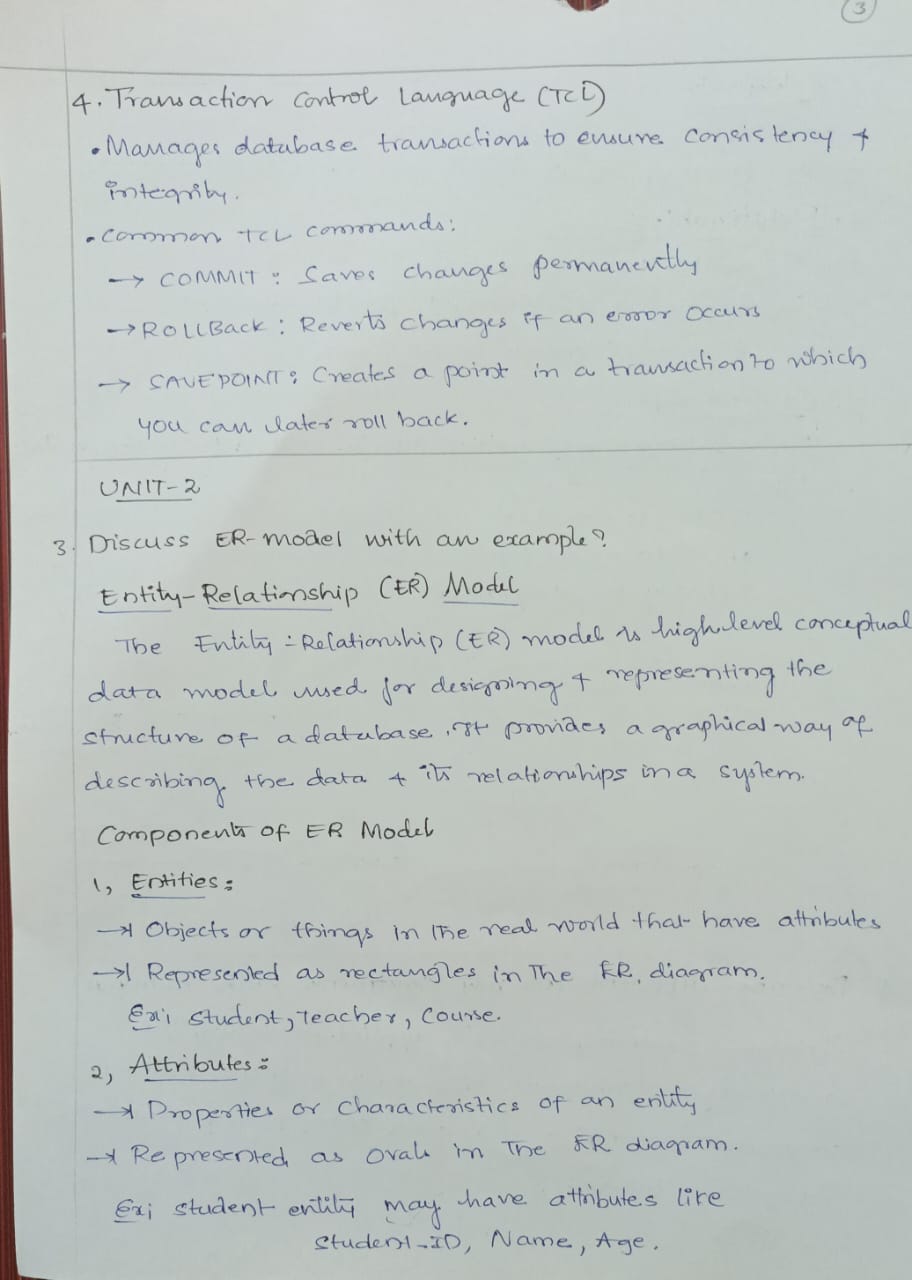 3
4. Transaction Control Language (TCL)
• Manages database transactions to ensure consistency &
integrity.
• Common TCL commands:
→ COMMIT : Saves changes permanently
→ ROLLBack : Reverts changes if an error occurs
→ SAVEPOINT : Creates a point in a transaction to which
you can later roll back.
UNIT-2
3. Discuss ER-model with an example?
Entity-Relationship (ER) Model
The Entity-Relationship (ER) model is high-level conceptual
data model used for designing & representing the
structure of a database. It provides a graphical way of
describing the data & its relationships in a system.
Components of ER Model
1, Entities :
→ Objects or things in the real world that have attributes
→ Represented as rectangles in The ER diagram.
Ex: Student, Teacher, Course.
2, Attributes :
→ Properties or characteristics of an entity
→ Represented as ovals in The ER diagram.
Ex: student entity may have attributes like
Student-ID, Name, Age.